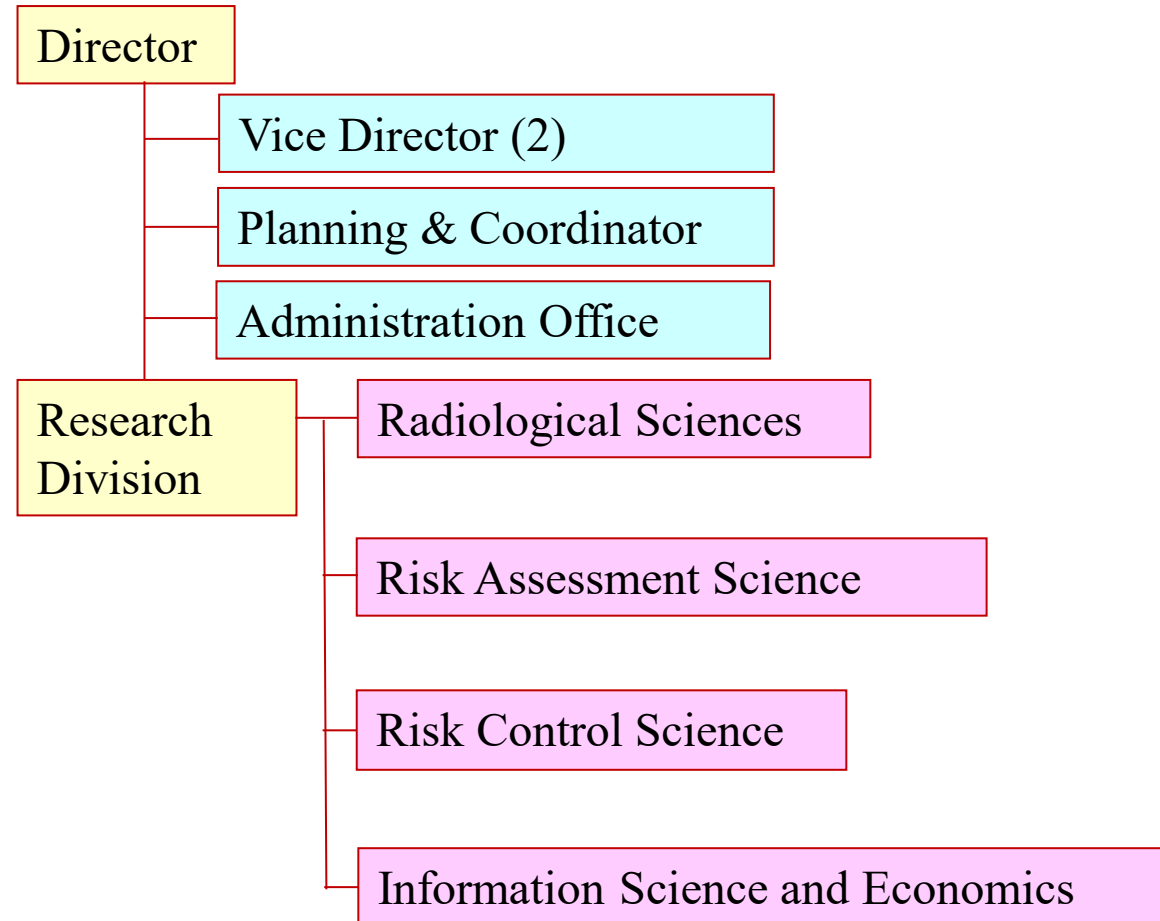 Director
Vice Director (2)
Planning & Coordinator
Administration Office
Research
Division
Radiological Sciences
Risk Assessment Science
Risk Control Science
Information Science and Economics